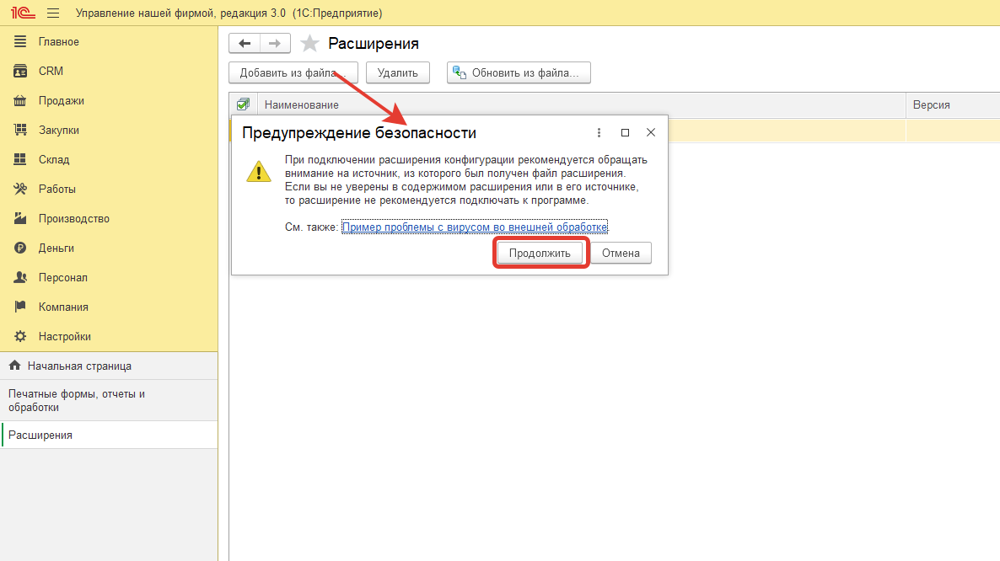 1С Управление нашей фирмой, редакция 3.0 (1С:Предприятие)
Главное
CRM
Продажи
Закупки
Склад
Работы
Производство
Деньги
Персонал
Компания
Настройки
Начальная страница
Печатные формы, отчеты и
обработки
Расширения
Расширения
Добавить из файла... Удалить Обновить из файла...
Наименование Версия
Предупреждение безопасности
При подключении расширения конфигурации рекомендуется обращать
внимание на источник, из которого был получен файл расширения.
Если вы не уверены в содержимом расширения или в его источнике,
то расширение не рекомендуется подключать к программе.
См. также: Пример проблемы с вирусом во внешней обработке
Продолжить Отмена